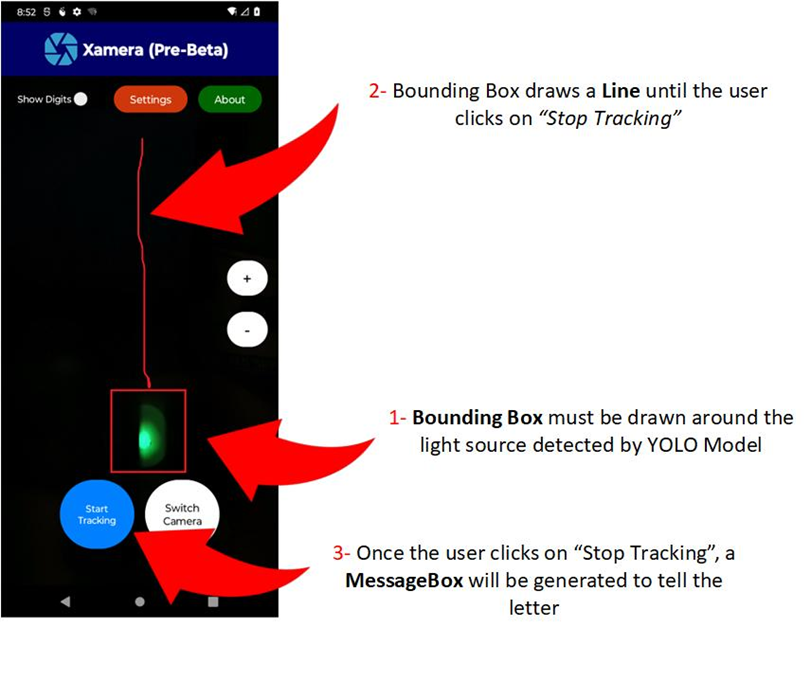 8:52
Xamera (Pre-Beta)
Show Digits
Settings
About
2- Bounding Box draws a Line until the user
clicks on “Stop Tracking”
+
-
1- Bounding Box must be drawn around the
light source detected by YOLO Model
Start
Tracking
Switch
Camera
3- Once the user clicks on “Stop Tracking”, a
MessageBox will be generated to tell the
letter